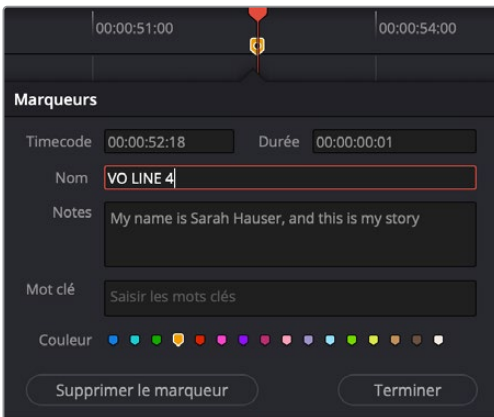 00:00:51:00 00:00:54:00
Marqueurs
Timecode 00:00:52:18 Durée 00:00:00:01
Nom VO LINE 4
Notes My name is Sarah Hauser, and this is my story
Mot clé Saisir les mots clés
Couleur
Supprimer le marqueur Terminer